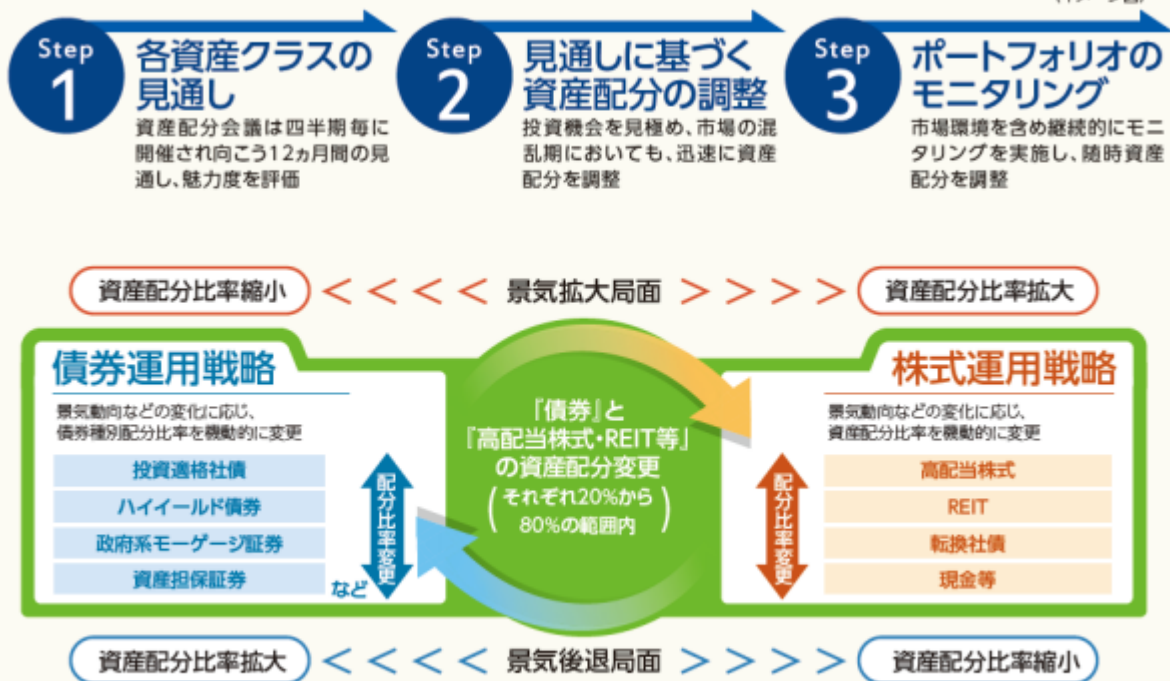 Step
1
各資産クラスの
見通し
資産配分会議は四半期毎に
開催され向こう12ヵ月間の見
通し、魅力度を評価
Step
2
見通しに基づく
資産配分の調整
投資機会を見極め、市場の混
乱期においても、迅速に資産
配分を調整
Step
3
ポートフォリオの
モニタリング
市場環境を含め継続的にモニ
タリングを実施し、随時資産
配分を調整
資産配分比率縮小 < < < < < 景気拡大局面 > > > > > 資産配分比率拡大
債券運用戦略
景気動向などの変化に応じ、
債券種別配分比率を機動的に変更
投資適格社債
ハイイールド債券
政府系モーゲージ証券
資産担保証券
など
配分比率変更
『債券』と
『高配当株式・REIT等』
の資産配分変更
(それぞれ20%から
80%の範囲内)
株式運用戦略
景気動向などの変化に応じ、
資産配分比率を機動的に変更
配分比率変更
高配当株式
REIT
転換社債
現金等
資産配分比率拡大 < < < < < 景気後退局面 > > > > > 資産配分比率縮小